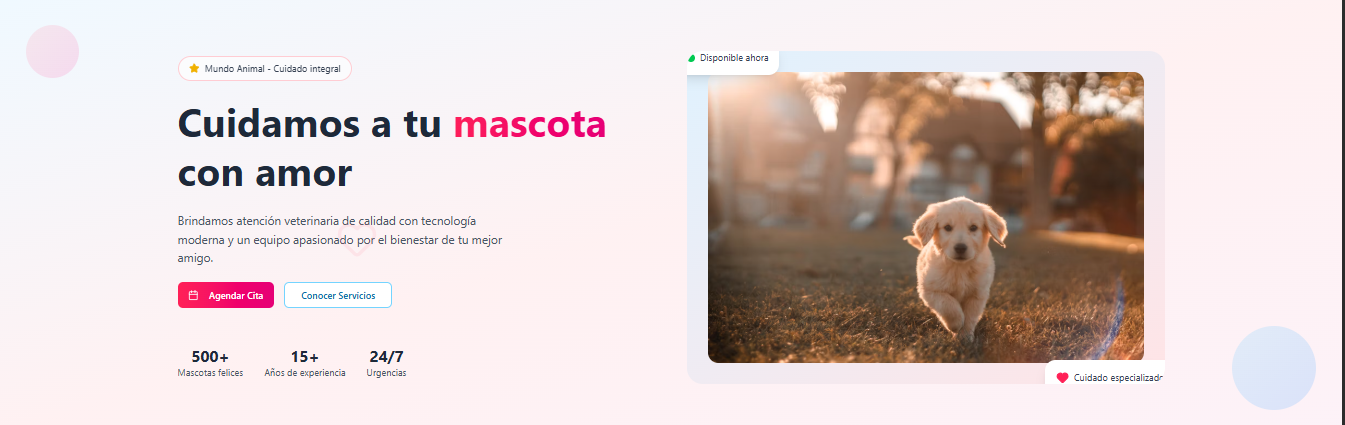 Mundo Animal - Cuidado integral
Cuidamos a tu mascota
con amor
Brindamos atención veterinaria de calidad con tecnología
moderna y un equipo apasionado por el bienestar de tu mejor
amigo.
Agendar Cita
Conocer Servicios
500+
Mascotas felices
15+
Años de experiencia
24/7
Urgencias
Disponible ahora
Cuidado especializado